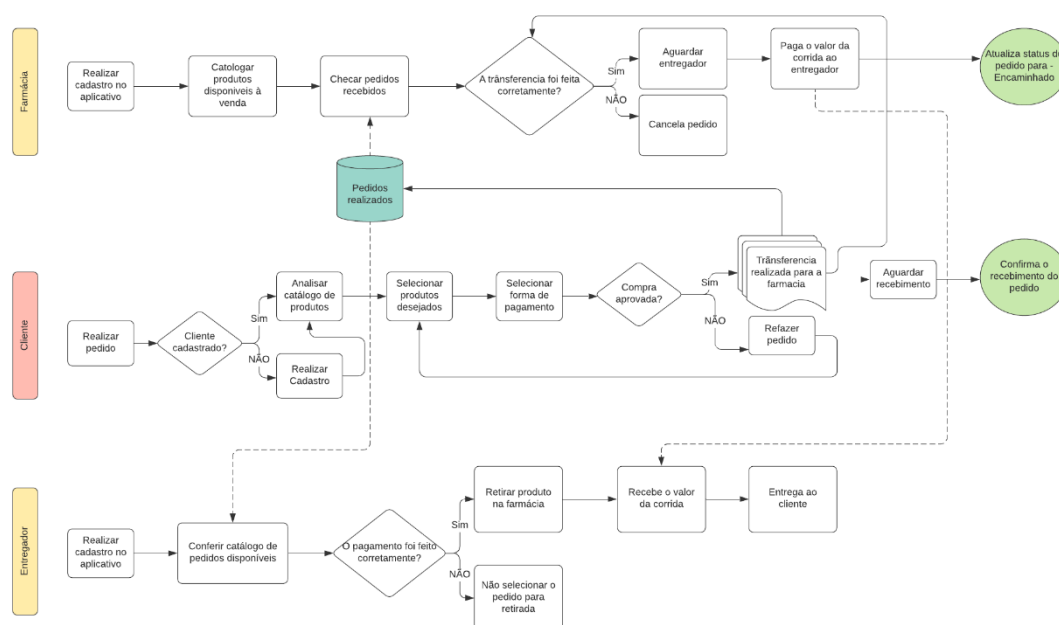 Farmácia
Realizar
cadastro no
aplicativo
Catologar
produtos
disponiveis à
venda
Checar pedidos
recebidos
A trânsferencia foi feita
corretamente?
Sim
NÃO
Aguardar
entregador
Cancela pedido
Paga o valor da
corrida ao
entregador
Atualiza status do
pedido para -
Encaminhado
Pedidos
realizados
Cliente
Realizar
pedido
Cliente
cadastrado?
Sim
NÃO
Analisar
catálogo de
produtos
Realizar
Cadastro
Selecionar
produtos
desejados
Selecionar
forma de
pagamento
Compra
aprovada?
Sim
NÃO
Trânsferencia
realizada para a
farmacia
Refazer
pedido
Aguardar
recebimento
Confirma o
recebimento do
pedido
Entregador
Realizar
cadastro no
aplicativo
Conferir catálogo de
pedidos disponíveis
O pagamento foi feito
corretamente?
Sim
NÃO
Retirar produto
na farmácia
Não selecionar o
pedido para
retirada
Recebe o valor
da corrida
Entrega ao
cliente